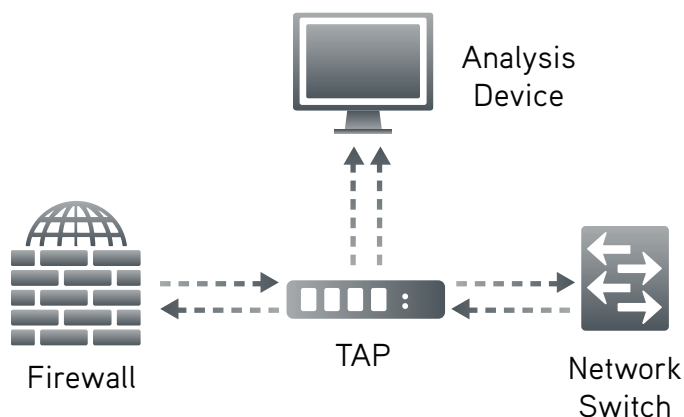 Analysis
Device
Firewall
TAP
Network
Switch